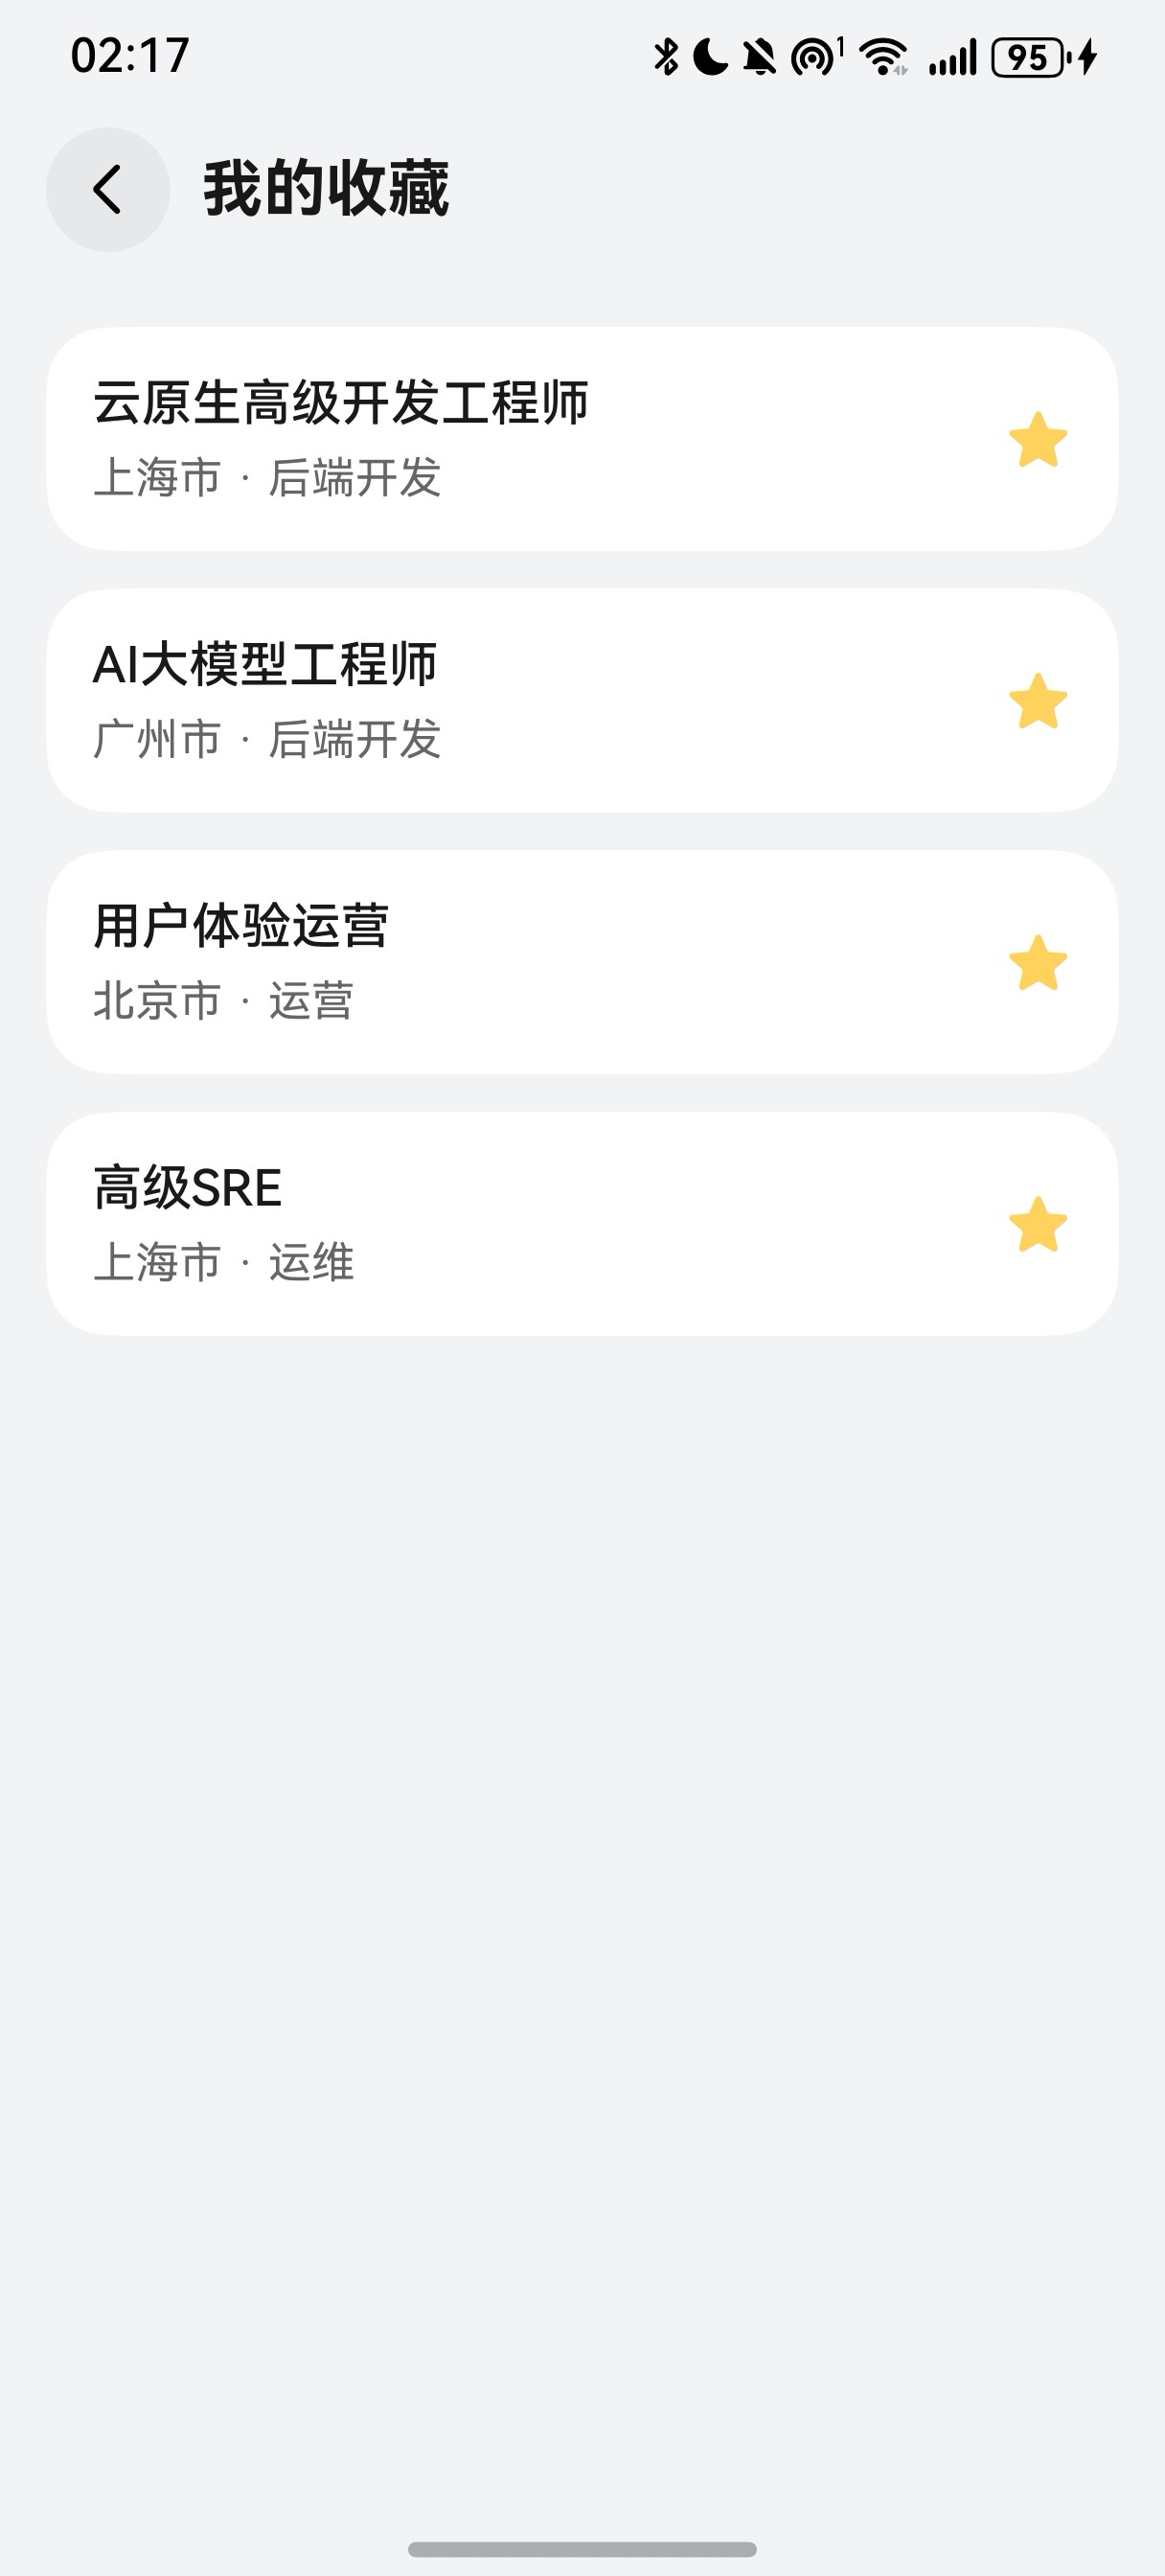 02:17
1
95
我的收藏
云原生高级开发工程师
上海市 · 后端开发
AI大模型工程师
广州市 · 后端开发
用户体验运营
北京市 · 运营
高级SRE
上海市 · 运维